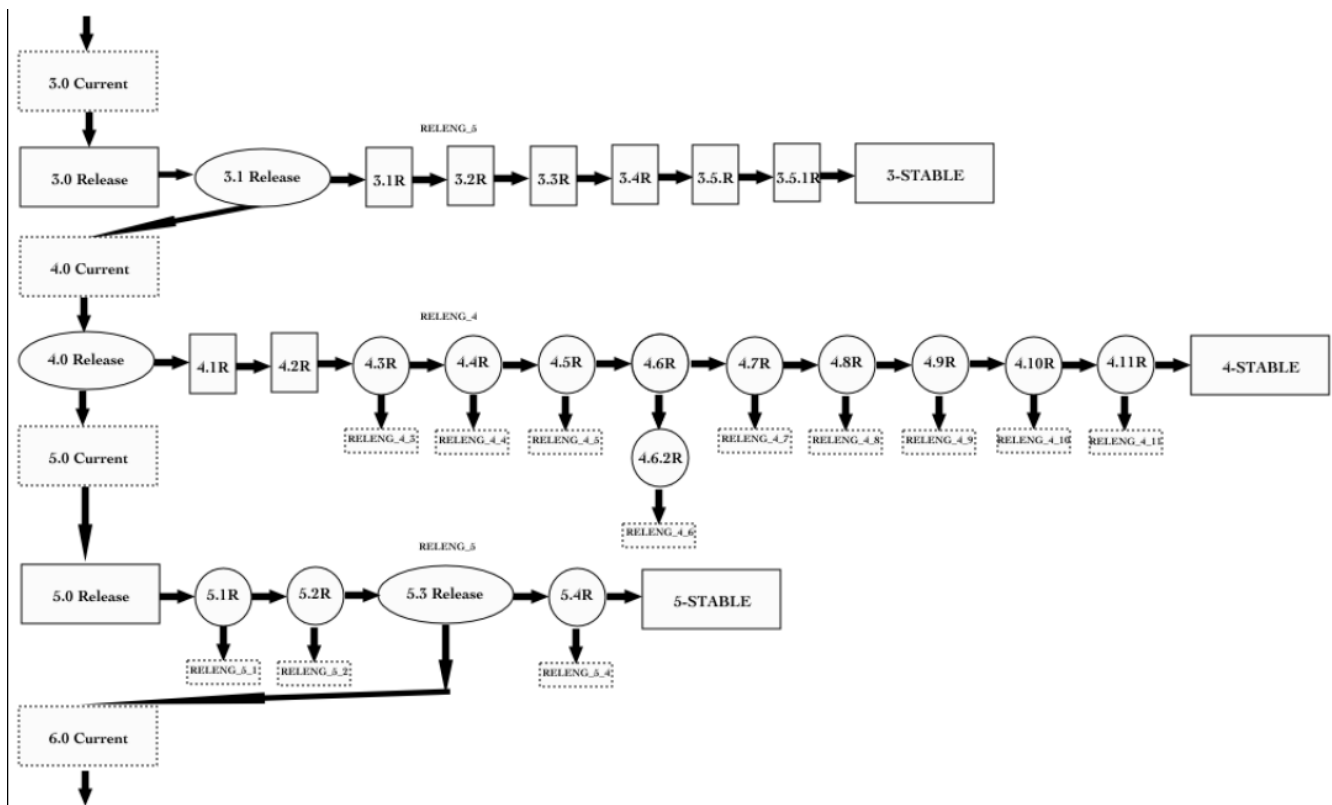 3.0 Current
RELENG_5
3.0 Release
3.1 Release
3.1R
3.2R
3.3R
3.4R
3.5.R
3.5.1R
3-STABLE
4.0 Current
RELENG_4
4.0 Release
4.1R
4.2R
4.3R
4.4R
4.5R
4.6R
4.7R
4.8R
4.9R
4.10R
4.11R
4-STABLE
RELENG_4_3
RELENG_4_4
RELENG_4_5
RELENG_4_7
RELENG_4_8
RELENG_4_9
RELENG_4_10
RELENG_4_11
5.0 Current
4.6.2R
RELENG_4_6
RELENG_5
5.0 Release
5.1R
5.2R
5.3 Release
5.4R
5-STABLE
RELENG_5_1
RELENG_5_2
RELENG_5_4
6.0 Current